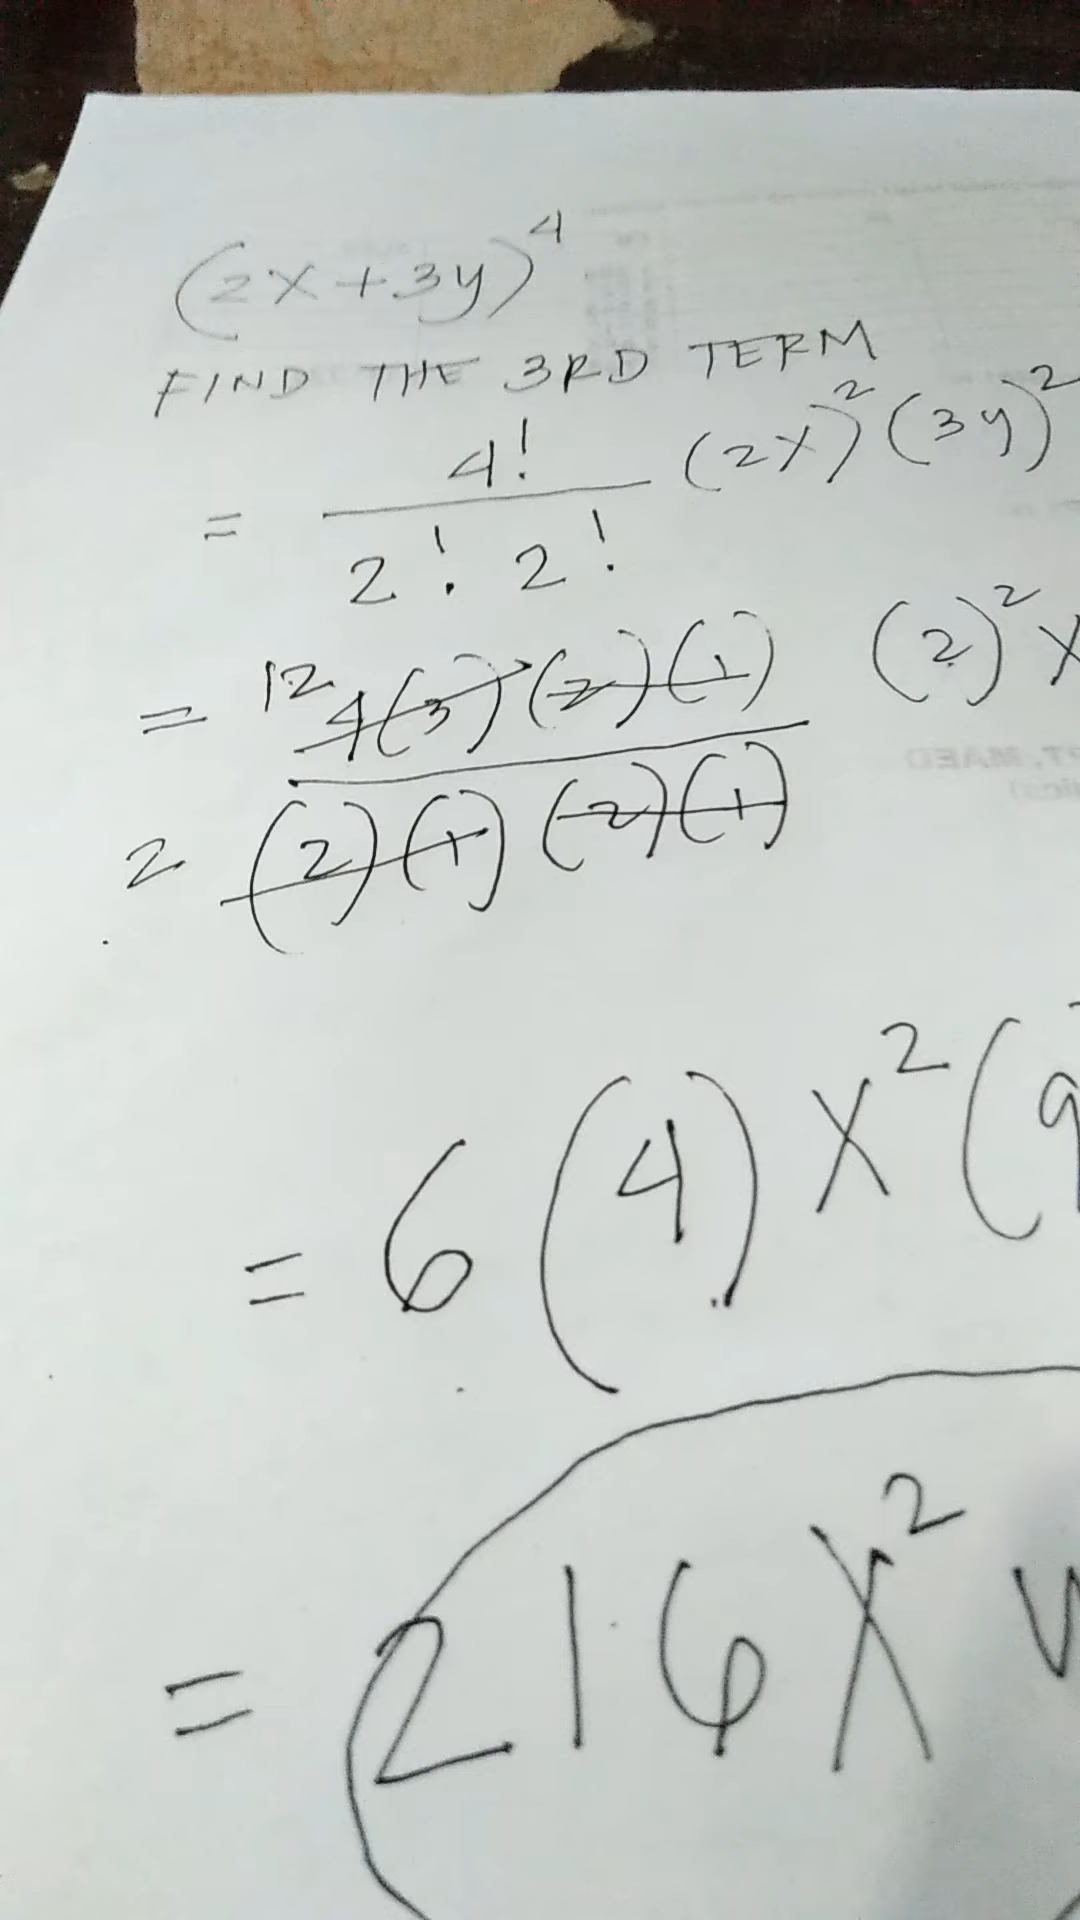 (2x+3y)^4
FIND THE 3RD TERM
= 4! / 2! 2! (2x)^2 (3y)^2
= 12 4(3)(2)(1) / 2 (2)(1)(2)(1) (2)^2 x
= 6(4) x^2 (9
= 216x^2 y